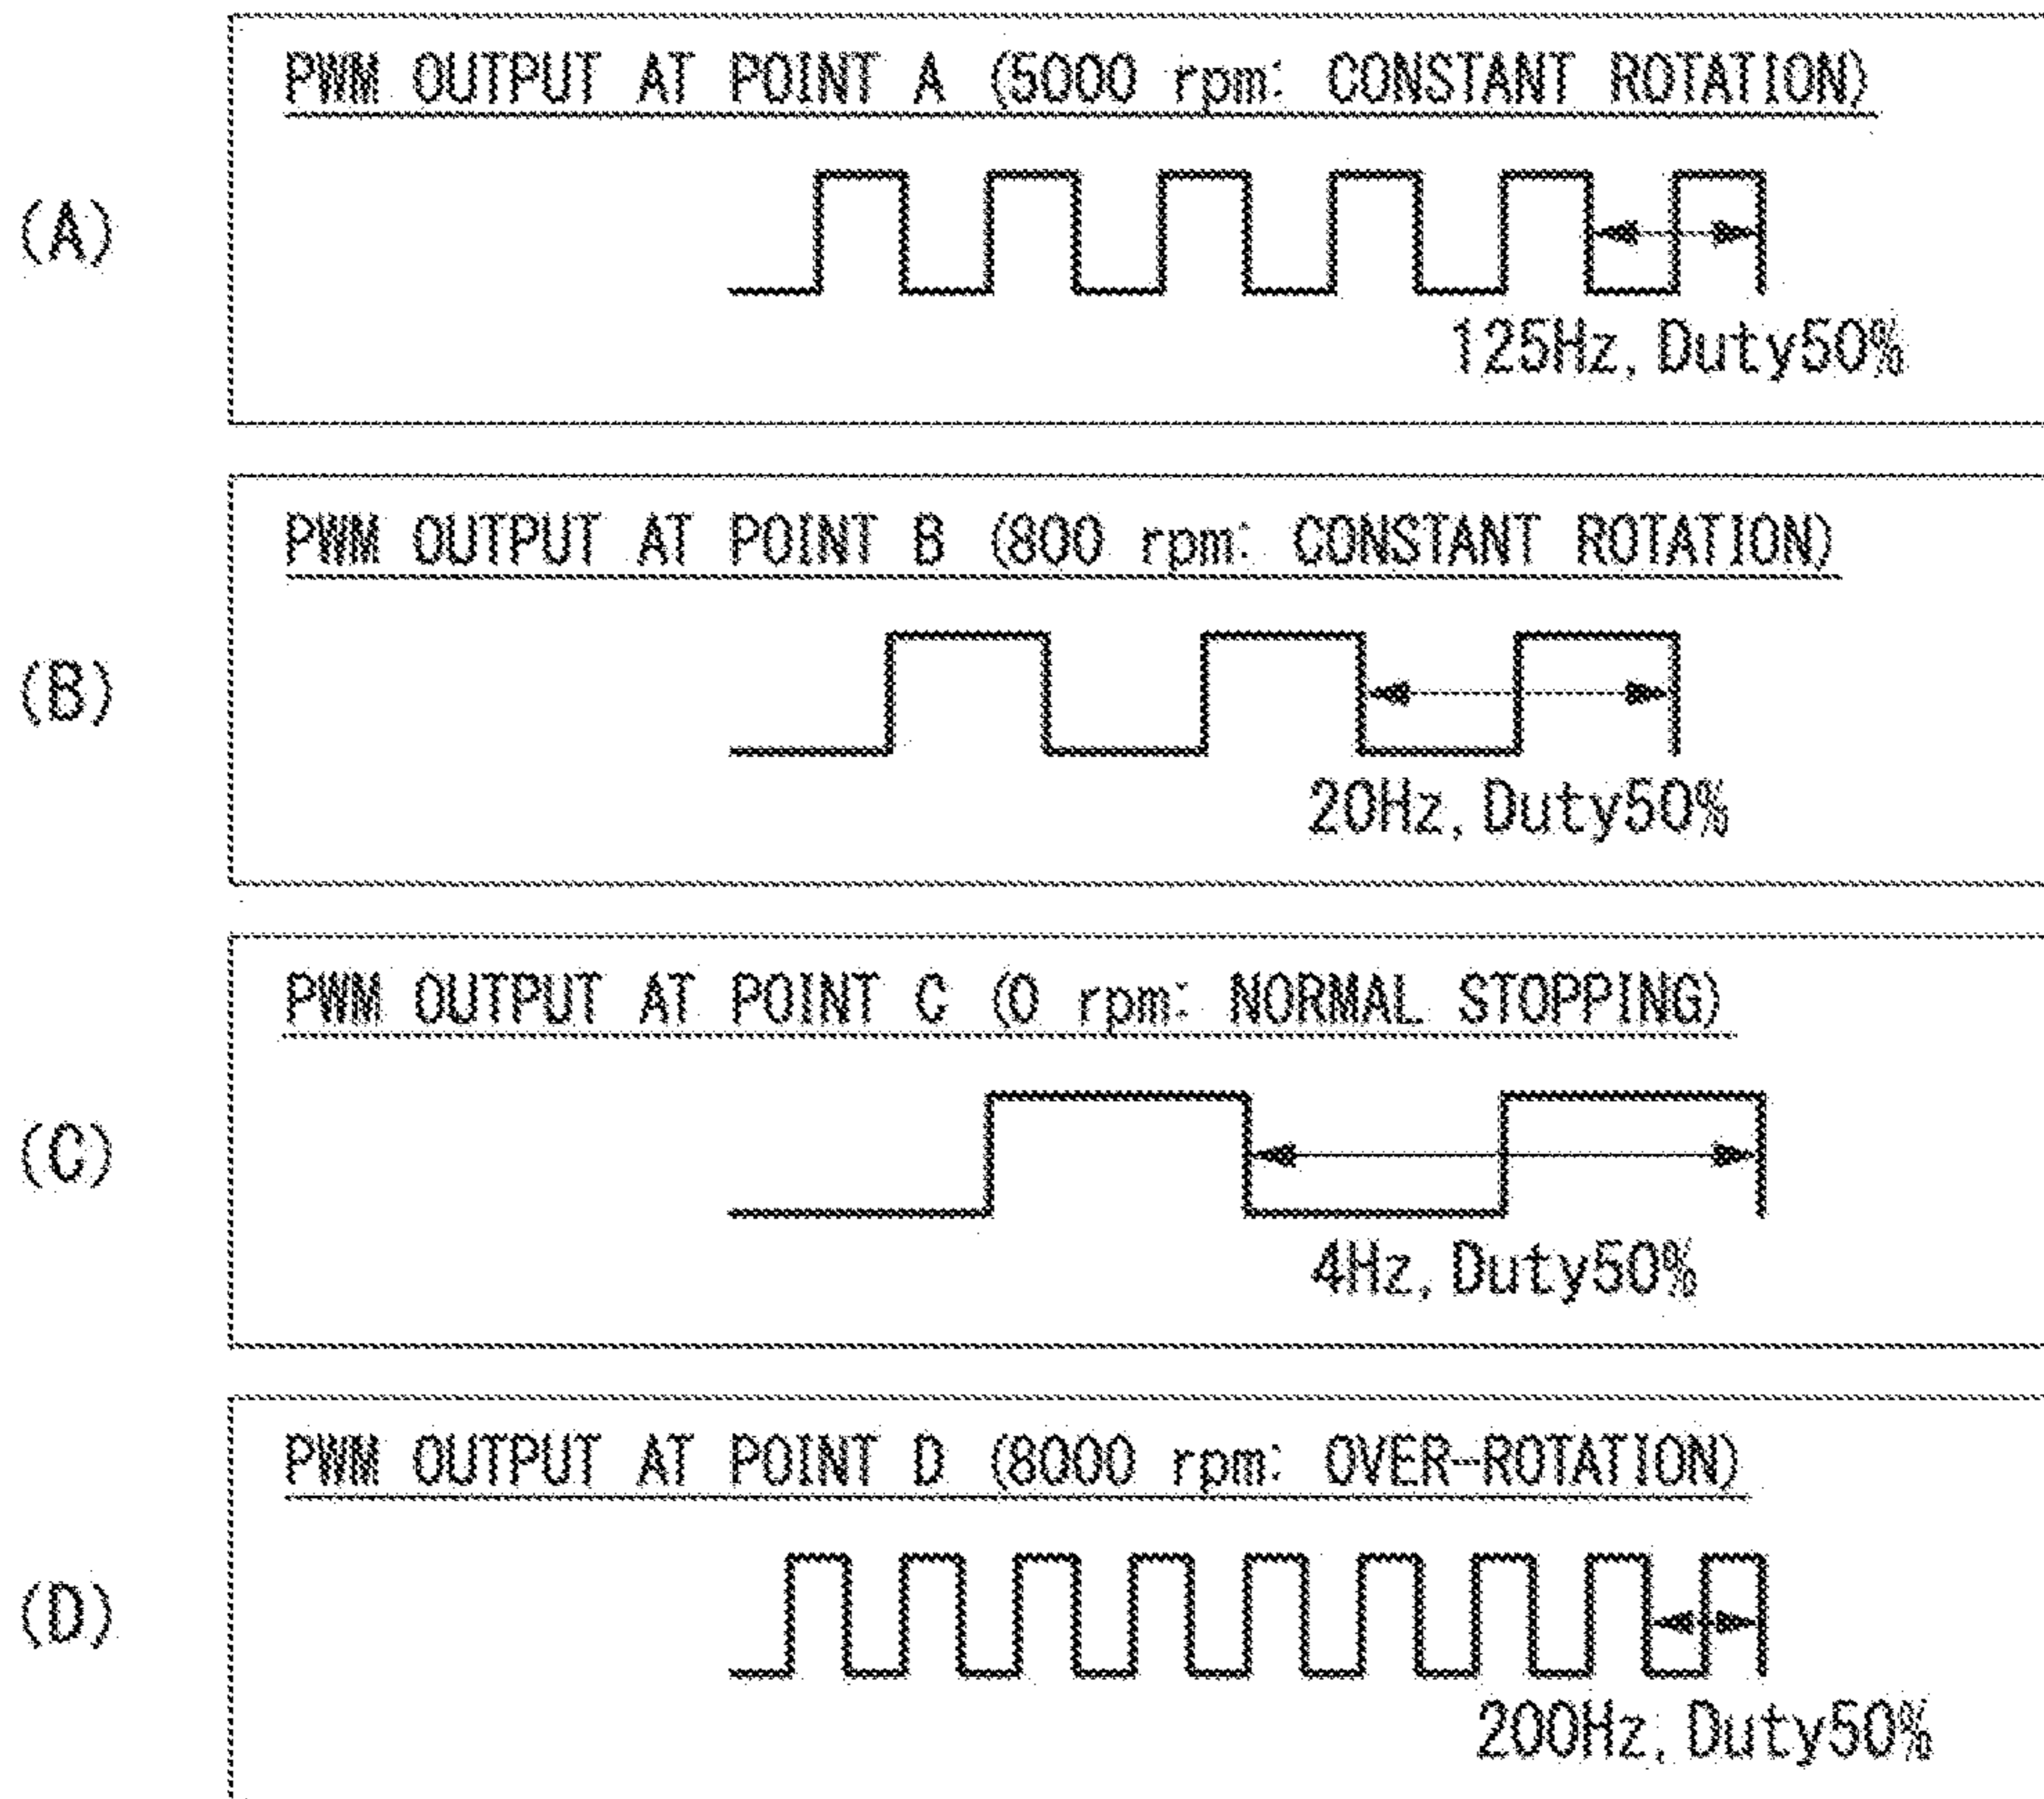 PWM OUTPUT AT POINT A (5000 rpm: CONSTANT ROTATION)
(A)
125Hz, Duty50%
PWM OUTPUT AT POINT B (800 rpm: CONSTANT ROTATION)
(B)
20Hz, Duty50%
PWM OUTPUT AT POINT C (0 rpm: NORMAL STOPPING)
(C)
4Hz, Duty50%
PWM OUTPUT AT POINT D (8000 rpm: OVER-ROTATION)
(D)
200Hz, Duty50%